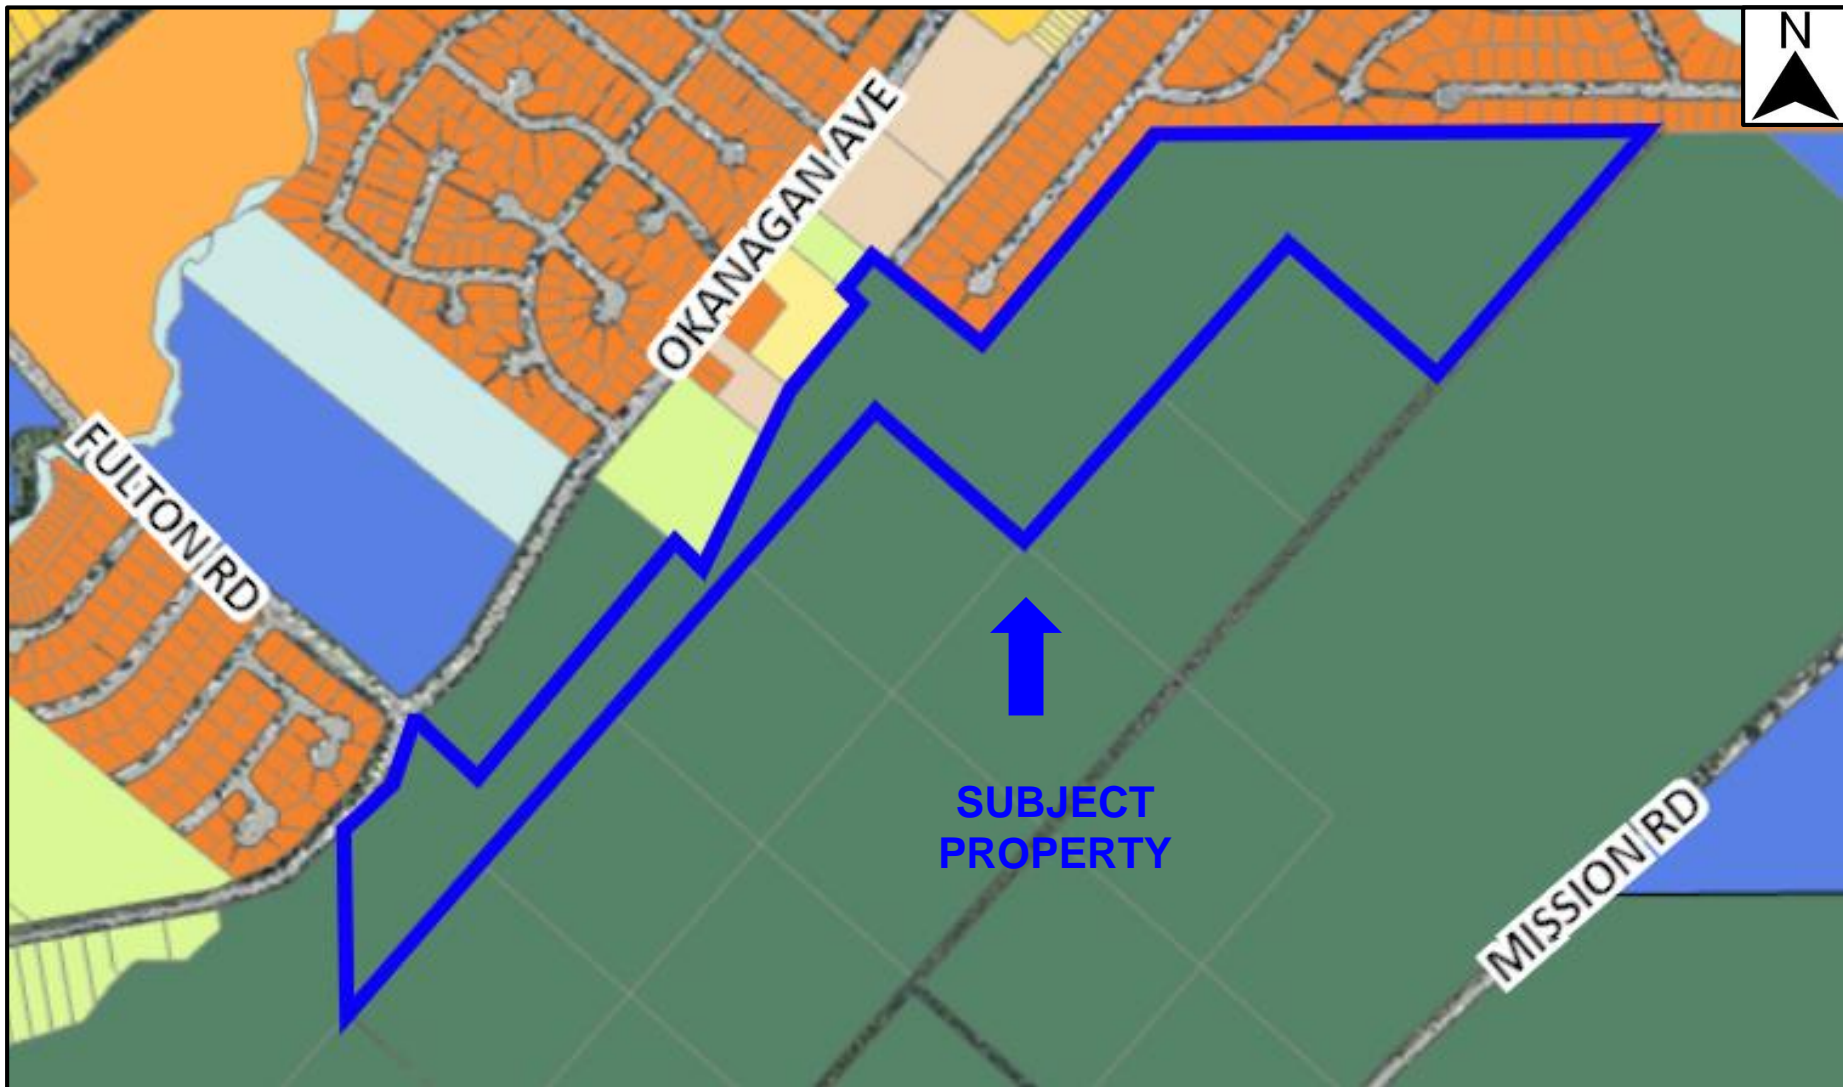 N
OKANAGAN AVE
FULTON RD
SUBJECT
PROPERTY
MISSION RD